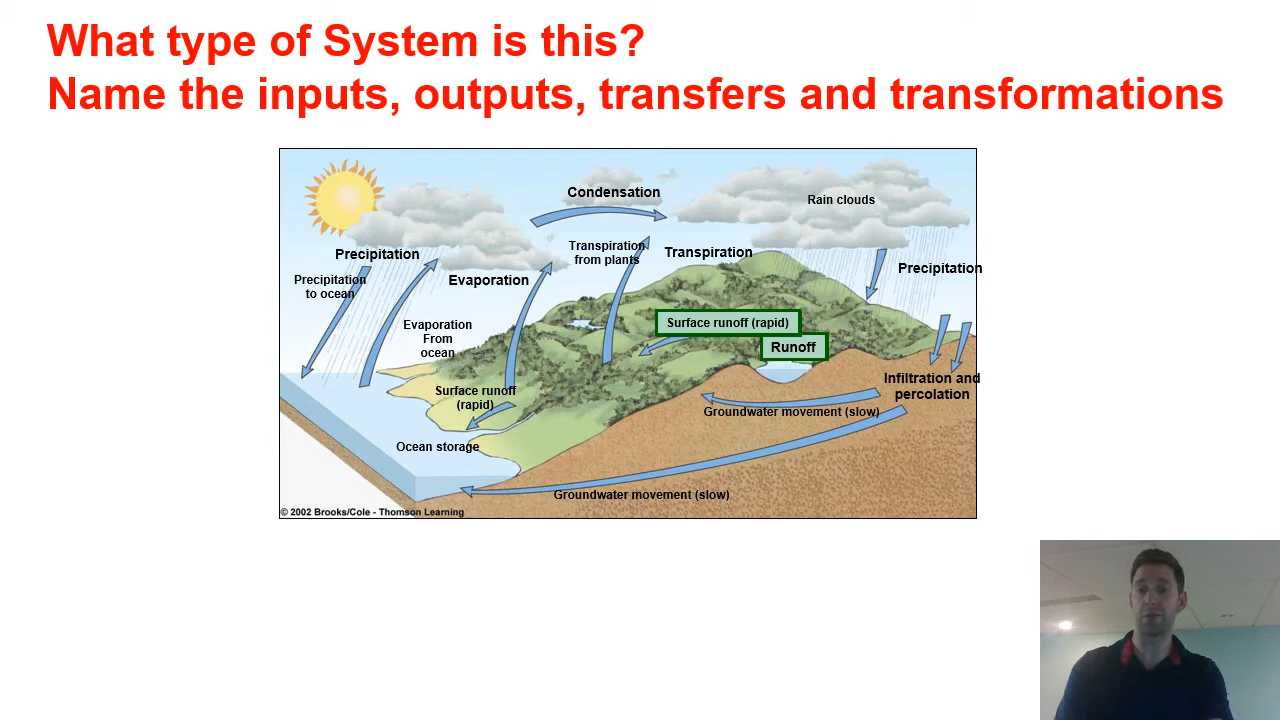 What type of System is this?
Name the inputs, outputs, transfers and transformations
Condensation
Rain clouds
Precipitation
Transpiration
from plants
Transpiration
Precipitation
Precipitation
to ocean
Evaporation
Evaporation
From
ocean
Surface runoff (rapid)
Runoff
Surface runoff
(rapid)
Infiltration and
percolation
Groundwater movement (slow)
Ocean storage
Groundwater movement (slow)
© 2002 Brooks/Cole - Thomson Learning